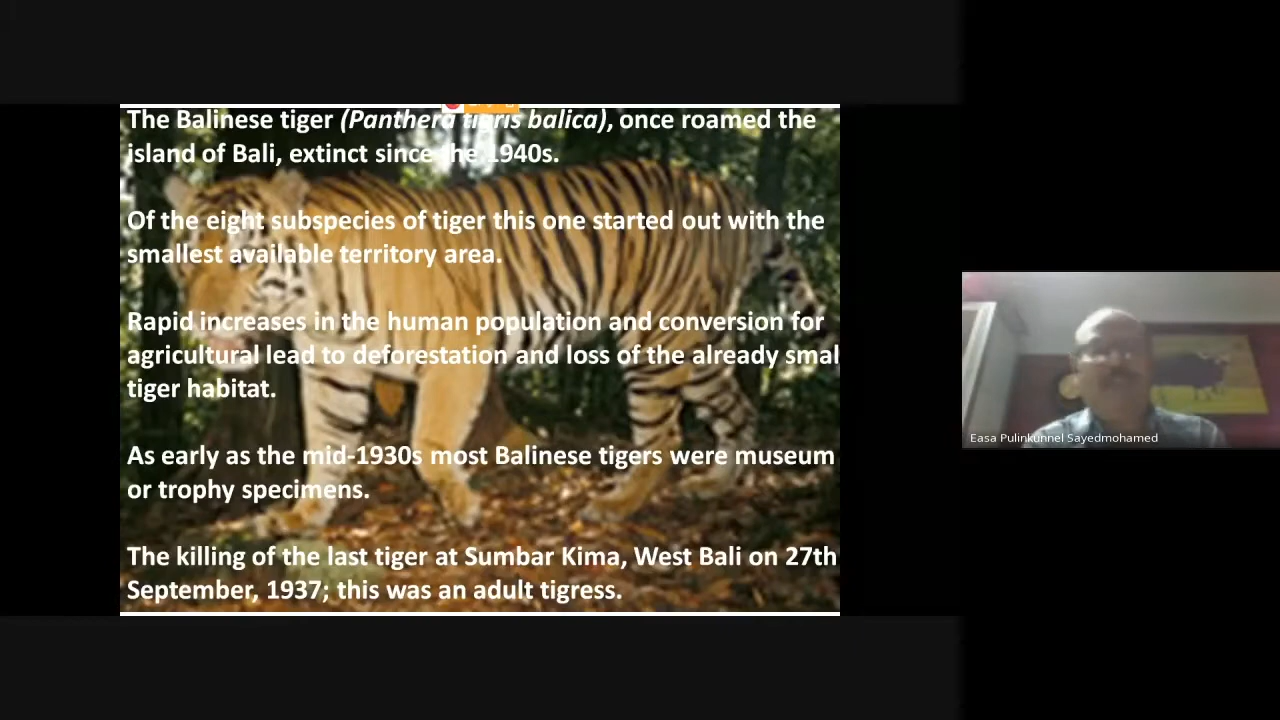 The Balinese tiger (Panthera tigris balica), once roamed the
island of Bali, extinct since the 1940s.
Of the eight subspecies of tiger this one started out with the
smallest available territory area.
Rapid increases in the human population and conversion for
agricultural lead to deforestation and loss of the already smal
tiger habitat.
As early as the mid-1930s most Balinese tigers were museum
or trophy specimens.
The killing of the last tiger at Sumbar Kima, West Bali on 27th
September, 1937; this was an adult tigress.
Easa Pulinkunnel Sayedmohamed